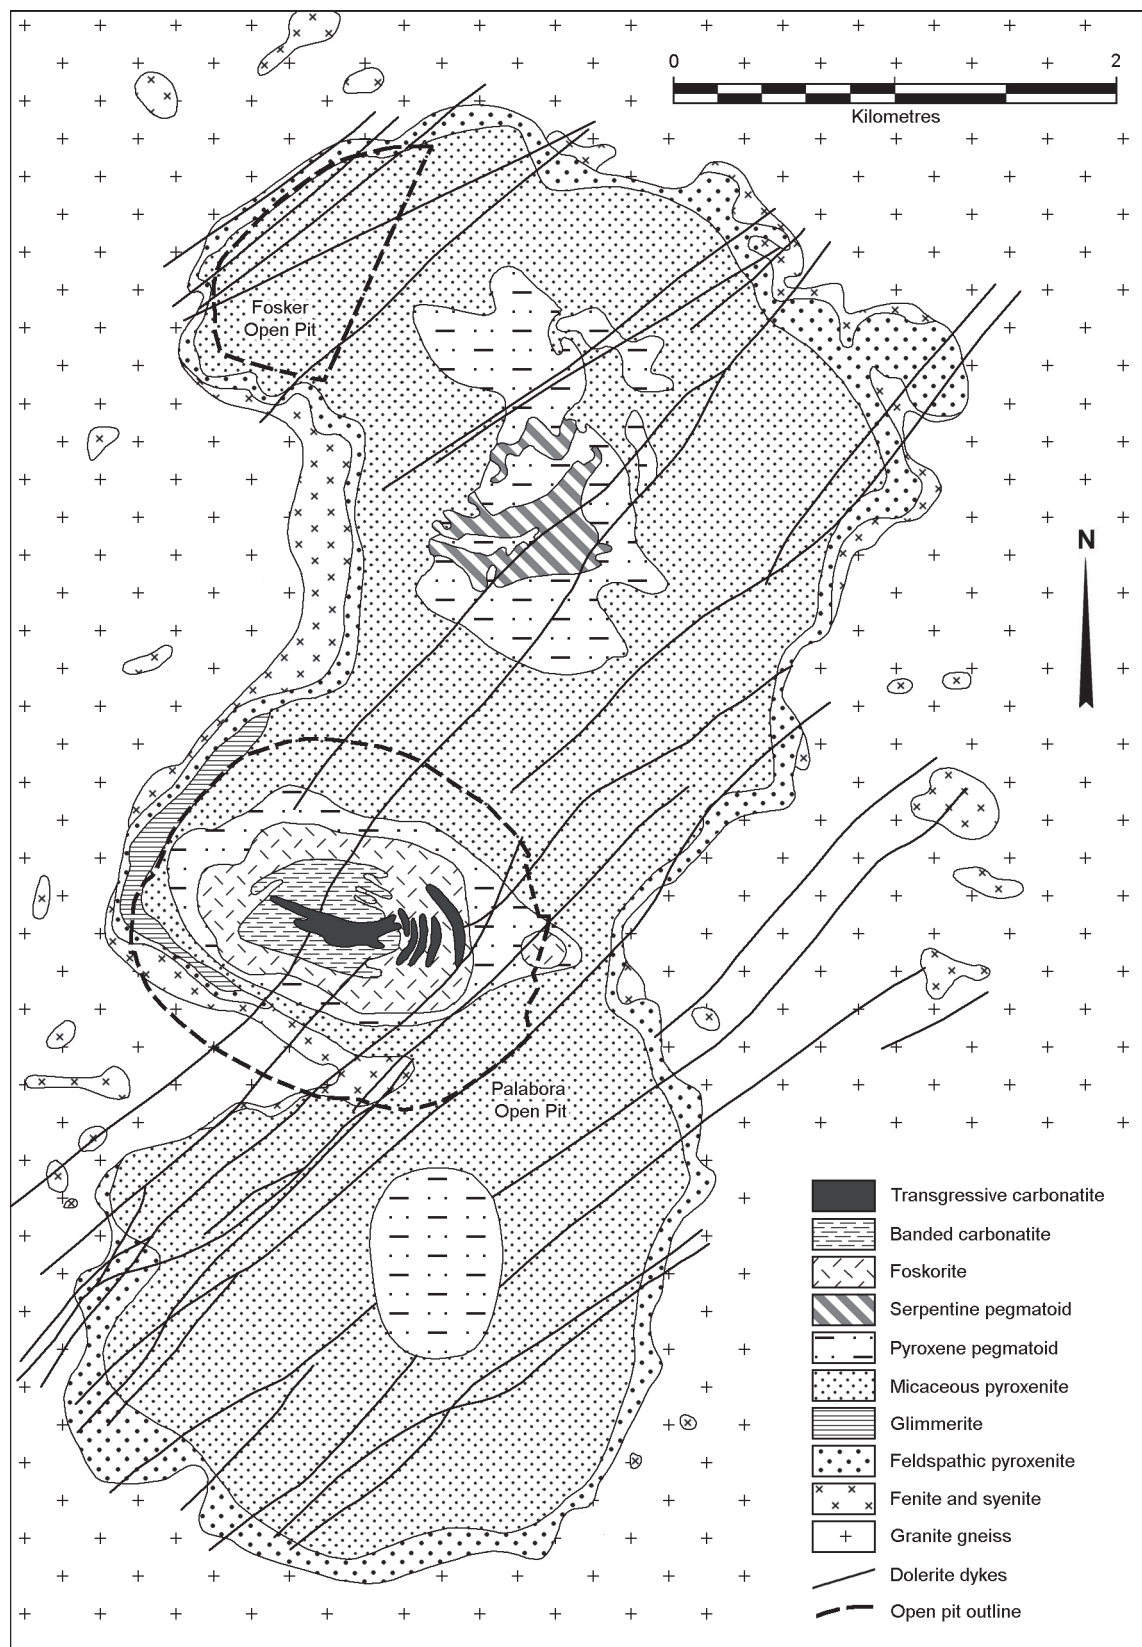 0 2
Kilometres
Fosker
Open Pit
N
Palabora
Open Pit
Transgressive carbonatite
Banded carbonatite
Foskorite
Serpentine pegmatoid
Pyroxene pegmatoid
Micaceous pyroxenite
Glimmerite
Feldspathic pyroxenite
Fenite and syenite
Granite gneiss
Dolerite dykes
Open pit outline